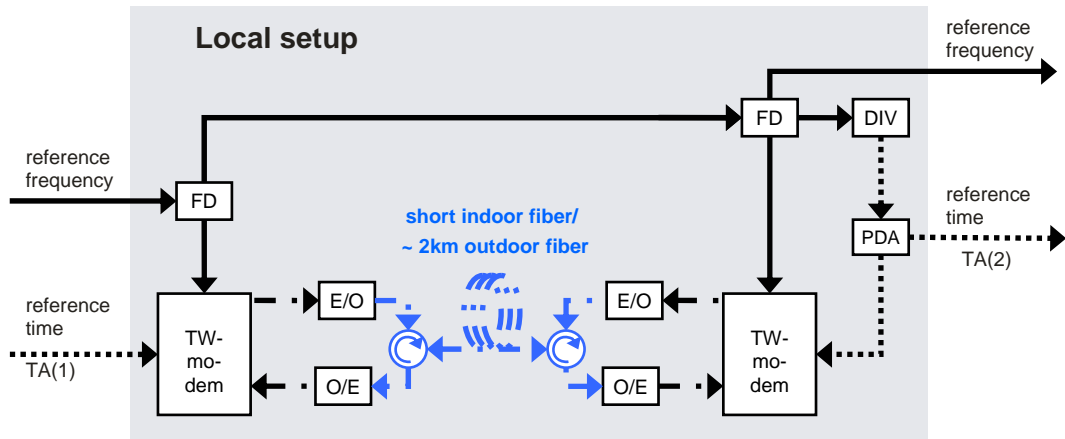 Local setup
reference
frequency
FD
DIV
reference
frequency
FD
short indoor fiber/
~ 2km outdoor fiber
reference
time
PDA
TA(2)
E/O
E/O
reference
time
TW-
mo-
dem
TW-
mo-
dem
TA(1)
O/E
O/E